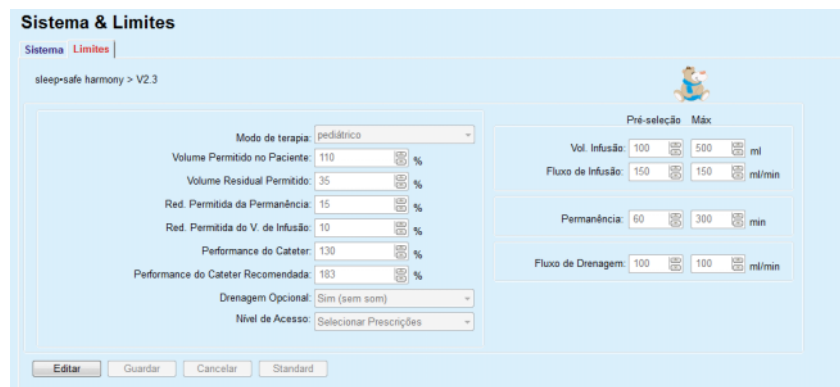 Sistema & Limites
Sistema Limites
sleep•safe harmony > V2.3
Modo de terapia: pediátrico
Volume Permitido no Paciente: 110 %
Volume Residual Permitido: 35 %
Red. Permitida da Permanência: 15 %
Red. Permitida do V. de Infusão: 10 %
Performance do Cateter: 130 %
Performance do Cateter Recomendada: 183 %
Drenagem Opcional: Sim (sem som)
Nível de Acesso: Selecionar Prescrições
Pré-seleção Máx
Vol. Infusão: 100 500 ml
Fluxo de Infusão: 150 150 ml/min
Permanência: 60 300 min
Fluxo de Drenagem: 100 100 ml/min
Editar Guardar Cancelar Standard